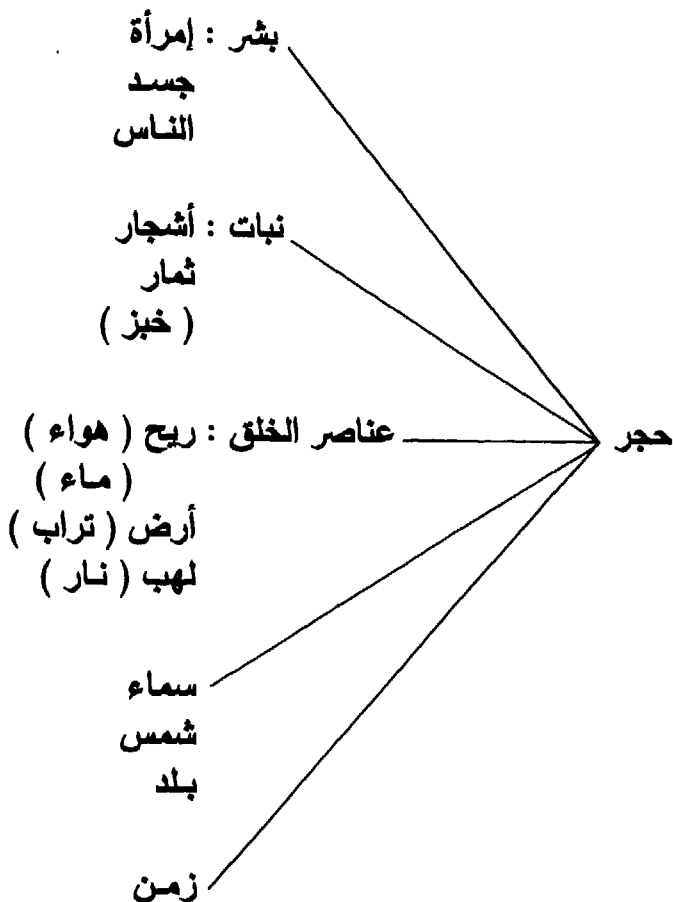 بشر : إمرأة
جسد
الناس
نبات : أشجار
ثمار
( خبز )
حجر
عناصر الخلق : ريح ( هواء )
( ماء )
أرض ( تراب )
لهب ( نار )
سماء
شمس
بلد
زمن